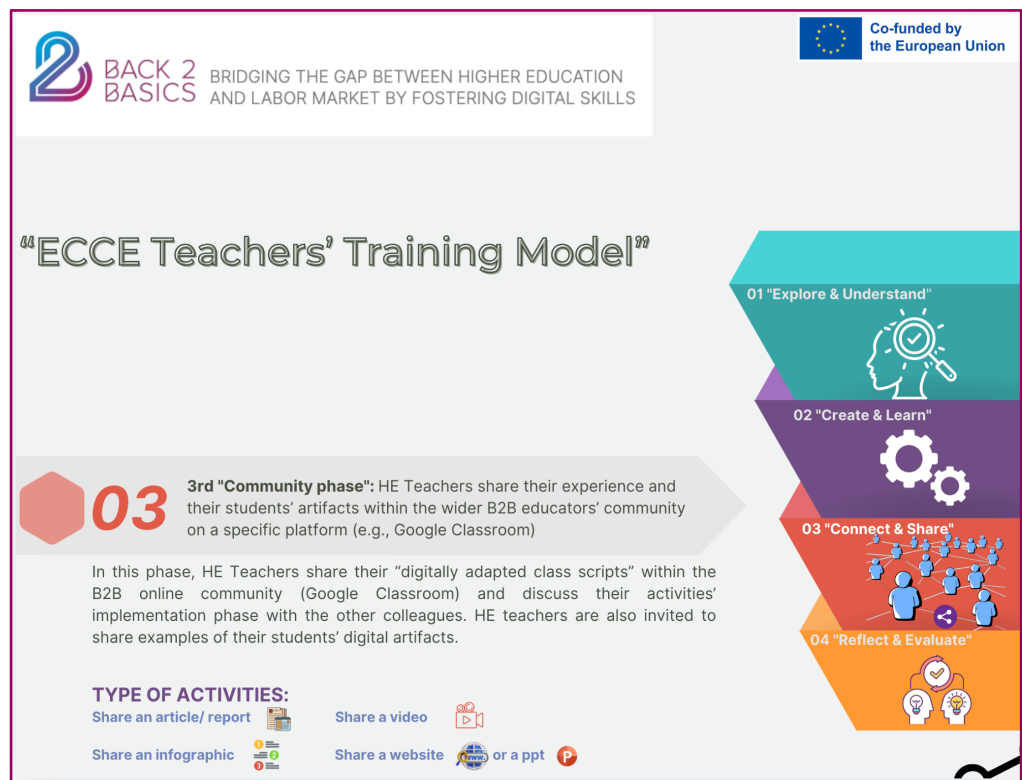 2 BACK 2
BASICS
BRIDGING THE GAP BETWEEN HIGHER EDUCATION
AND LABOR MARKET BY FOSTERING DIGITAL SKILLS
Co-funded by
the European Union
“ECCE Teachers’ Training Model”
01 "Explore & Understand"
02 "Create & Learn"
03 "Connect & Share"
04 "Reflect & Evaluate"
03
3rd "Community phase": HE Teachers share their experience and
their students’ artifacts within the wider B2B educators’ community
on a specific platform (e.g., Google Classroom)
In this phase, HE Teachers share their “digitally adapted class scripts” within the
B2B online community (Google Classroom) and discuss their activities’
implementation phase with the other colleagues. HE teachers are also invited to
share examples of their students’ digital artifacts.
TYPE OF ACTIVITIES:
Share an article/ report
Share a video
Share an infographic
1
2
3
Share a website
www.
or a ppt
P